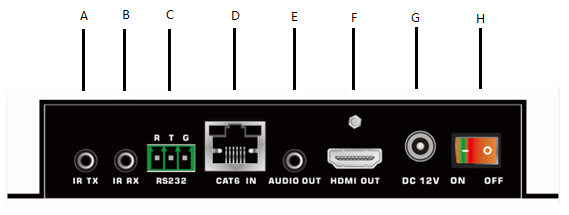 A B C D E F G H
R T G
IR TX IR RX RS232 CAT6 IN AUDIO OUT HDMI OUT DC 12V ON OFF